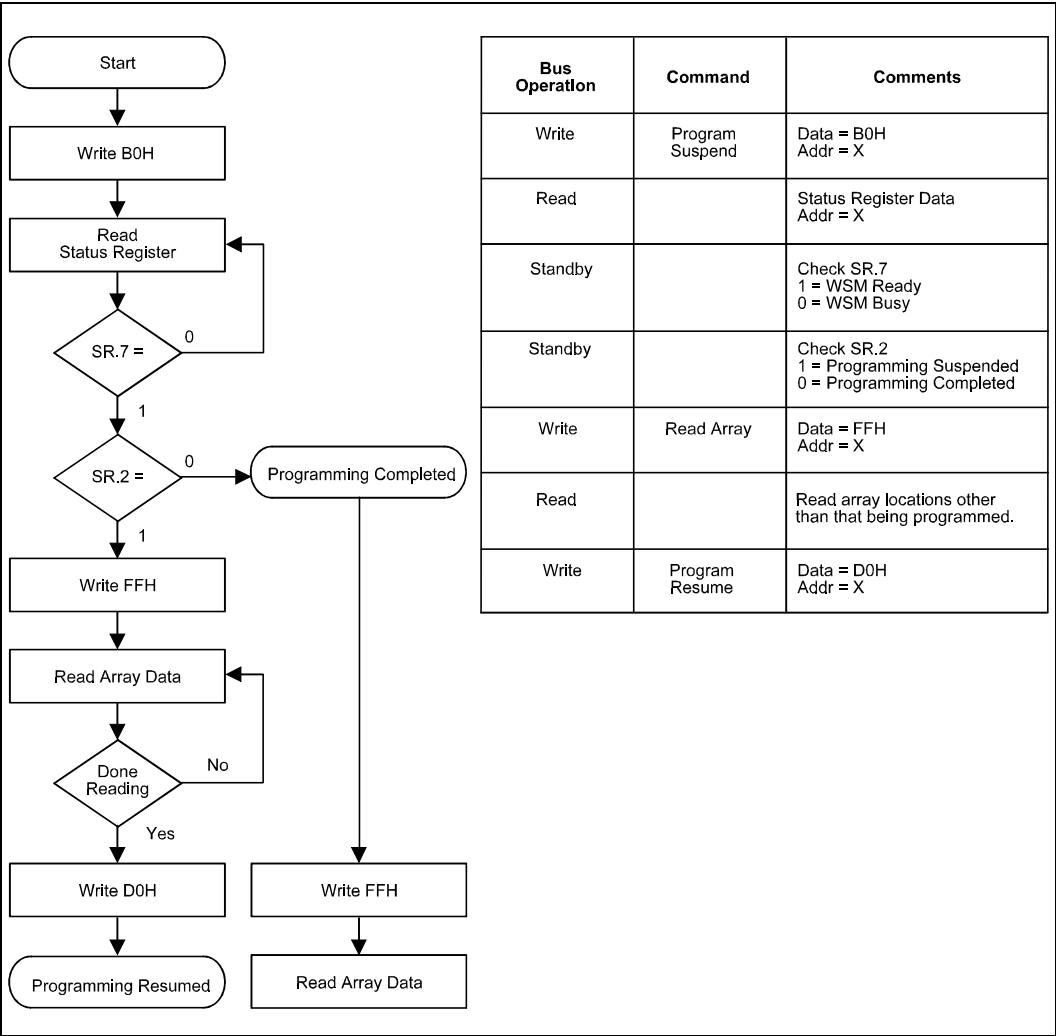 Start
Write B0H
Read
Status Register
SR.7 =
0
1
SR.2 =
0
Programming Completed
1
Write FFH
Read Array Data
Done
Reading
No
Yes
Write D0H
Write FFH
Programming Resumed
Read Array Data
Bus
Operation
Command
Comments
Write
Program
Suspend
Data = B0H
Addr = X
Read
Status Register Data
Addr = X
Standby
Check SR.7
1 = WSM Ready
0 = WSM Busy
Standby
Check SR.2
1 = Programming Suspended
0 = Programming Completed
Write
Read Array
Data = FFH
Addr = X
Read
Read array locations other
than that being programmed.
Write
Program
Resume
Data = D0H
Addr = X